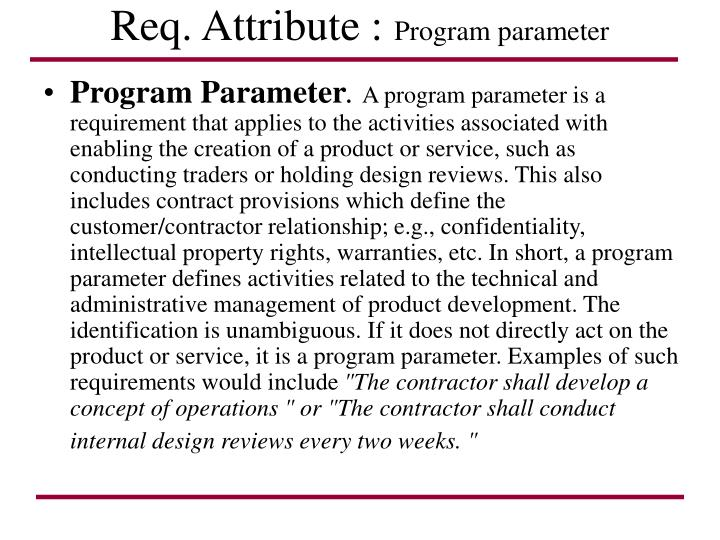 Req. Attribute : Program parameter
• Program Parameter. A program parameter is a
requirement that applies to the activities associated with
enabling the creation of a product or service, such as
conducting traders or holding design reviews. This also
includes contract provisions which define the
customer/contractor relationship; e.g., confidentiality,
intellectual property rights, warranties, etc. In short, a program
parameter defines activities related to the technical and
administrative management of product development. The
identification is unambiguous. If it does not directly act on the
product or service, it is a program parameter. Examples of such
requirements would include "The contractor shall develop a
concept of operations " or "The contractor shall conduct
internal design reviews every two weeks. "